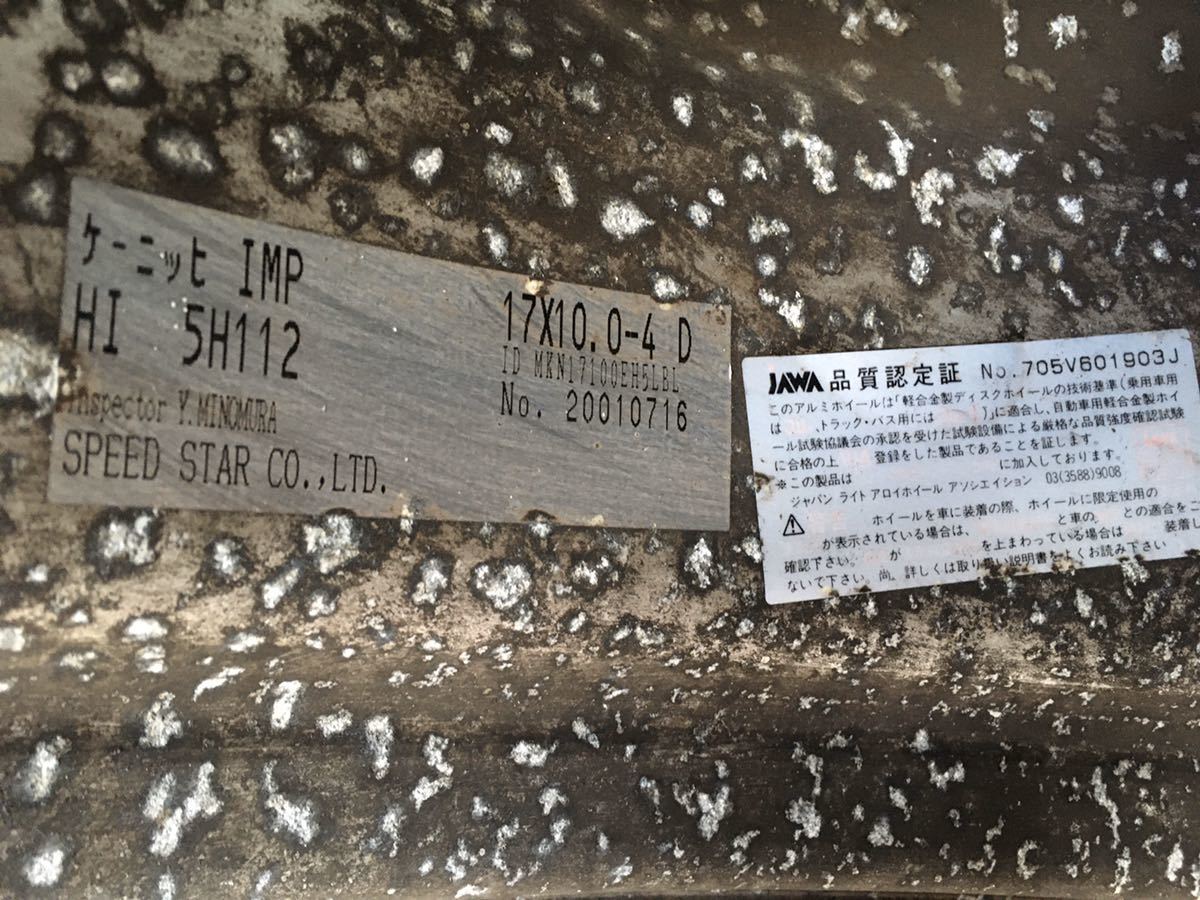 ケーニッヒ IMP
HI 5H112
Inspector Y.MINOMURA
SPEED STAR CO.,LTD.
17X10.0-4 D
ID MKN17100EH5LBL
No. 20010716
JAWA 品質認定証 No.705V601903J
このアルミホイールは「軽合金製ディスクホイールの技術基準(乗用車用
は 、トラック・バス用には )」に適合し、自動車用軽合金製ホイ
ール試験協議会の承認を受けた試験設備による厳格な品質強度確認試験
に合格の上 登録をした製品であることを証します。
※この製品は に加入しております。
ジャパン ライト アロイホイール アソシエイション 03(3588)9008
ホイールを車に装着の際、ホイールに限定使用の
が表示されている場合は、 と車の との適合をご
確認下さい。 が を上まわっている場合は 装着し
ないで下さい。尚、詳しくは取り扱い説明書をよくお読み下さい